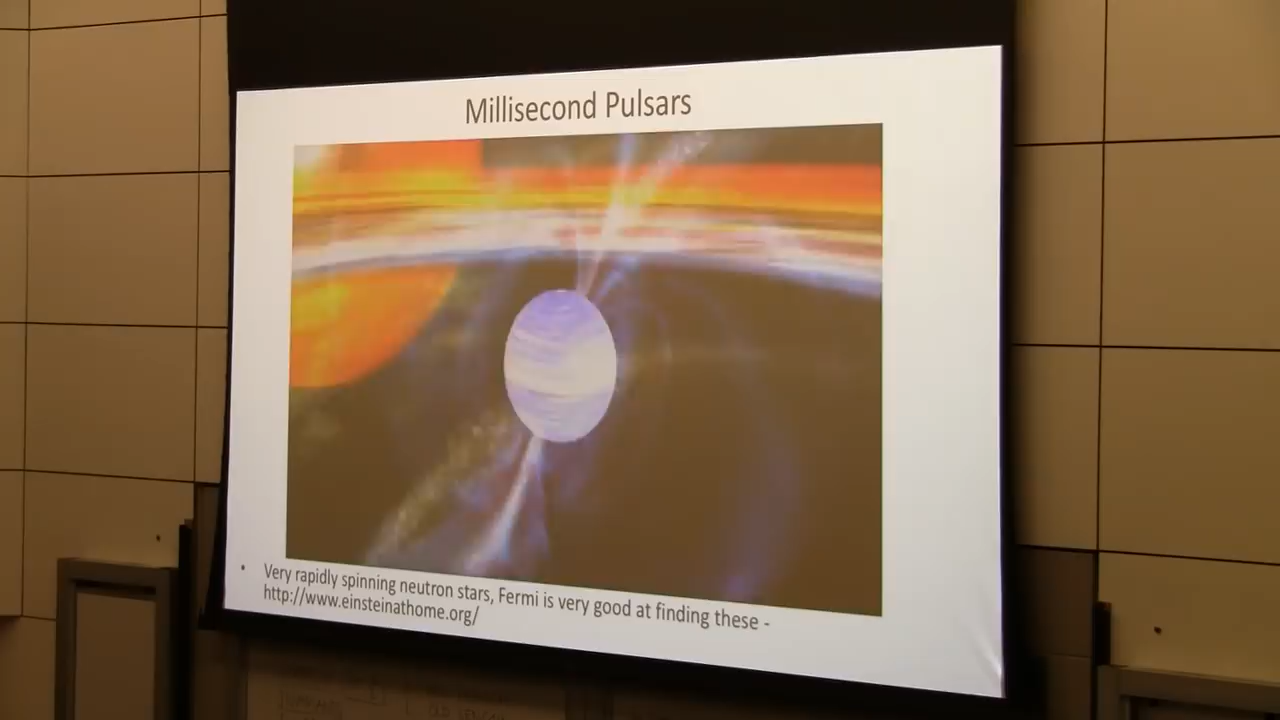 Millisecond Pulsars
• Very rapidly spinning neutron stars, Fermi is very good at finding these -
http://www.einsteinathome.org/